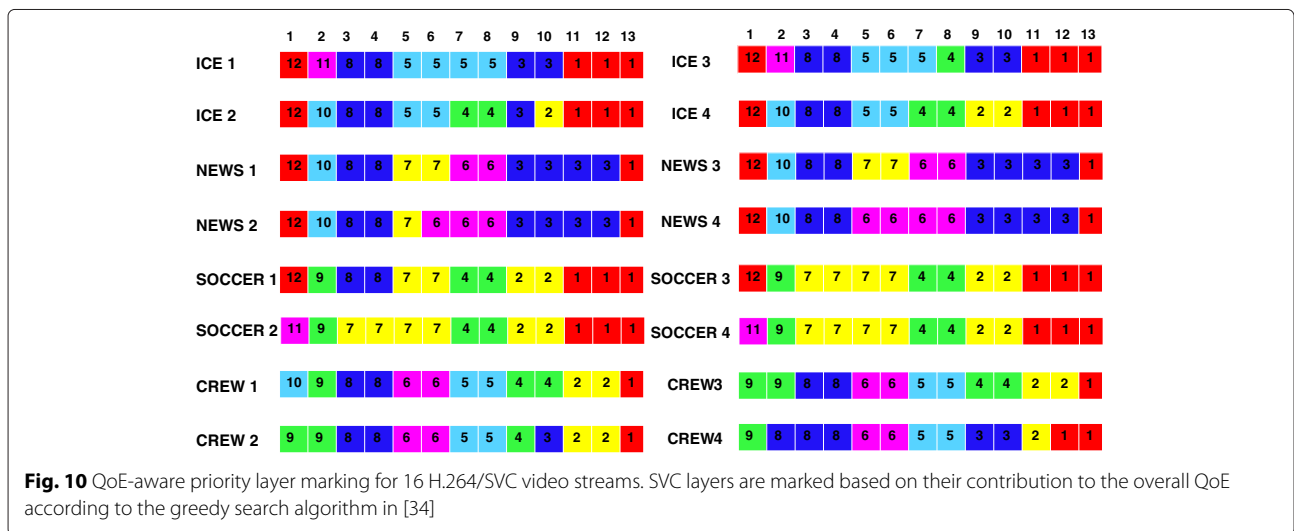 1 2 3 4 5 6 7 8 9 10 11 12 13
ICE 1 12 11 8 8 5 5 5 5 3 3 1 1 1
ICE 2 12 10 8 8 5 5 4 4 3 2 1 1 1
NEWS 1 12 10 8 8 7 7 6 6 3 3 3 3 1
NEWS 2 12 10 8 8 7 6 6 6 3 3 3 3 1
SOCCER 1 12 9 8 8 7 7 4 4 2 2 1 1 1
SOCCER 2 11 9 7 7 7 7 4 4 2 2 1 1 1
CREW 1 10 9 8 8 6 6 5 5 4 4 2 2 1
CREW 2 9 9 8 8 6 6 5 5 4 3 2 2 1
1 2 3 4 5 6 7 8 9 10 11 12 13
ICE 3 12 11 8 8 5 5 5 4 3 3 1 1 1
ICE 4 12 10 8 8 5 5 4 4 2 2 1 1 1
NEWS 3 12 10 8 8 7 7 6 6 3 3 3 3 1
NEWS 4 12 10 8 8 6 6 6 6 3 3 3 3 1
SOCCER 3 12 9 7 7 7 7 4 4 2 2 1 1 1
SOCCER 4 11 9 7 7 7 7 4 4 2 2 1 1 1
CREW3 9 9 8 8 6 6 5 5 4 4 2 2 1
CREW4 9 8 8 8 6 6 5 5 3 3 2 1 1
Fig. 10 QoE-aware priority layer marking for 16 H.264/SVC video streams. SVC layers are marked based on their contribution to the overall QoE
according to the greedy search algorithm in [34]